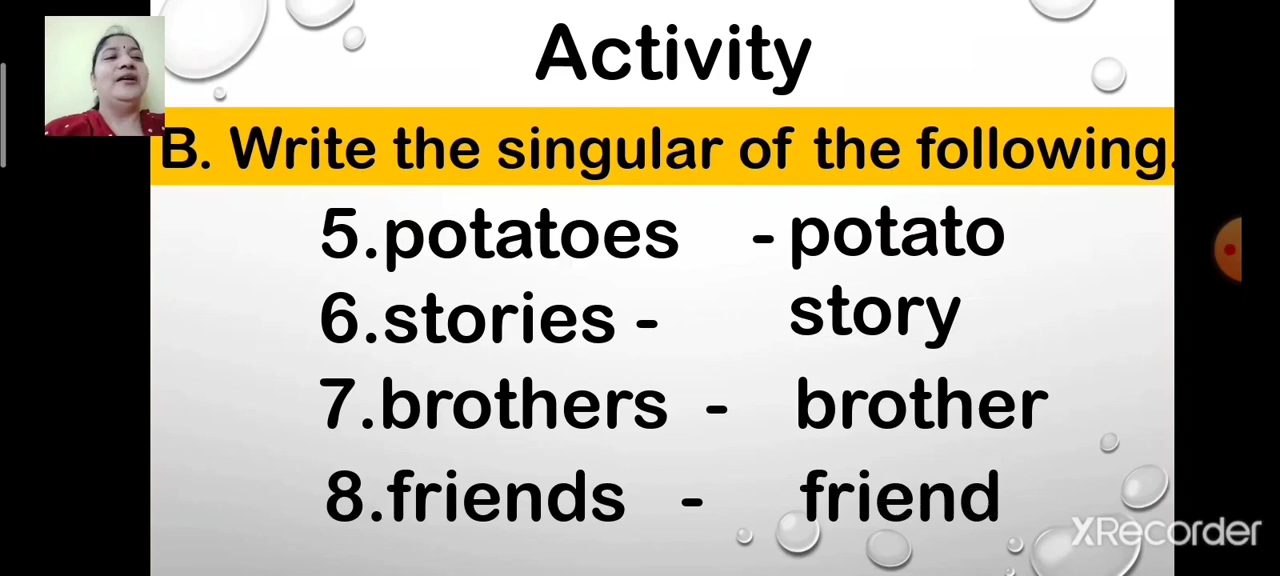 Activity
B. Write the singular of the following.
5.potatoes - potato
6.stories - story
7.brothers - brother
8.friends - friend
XRecorder